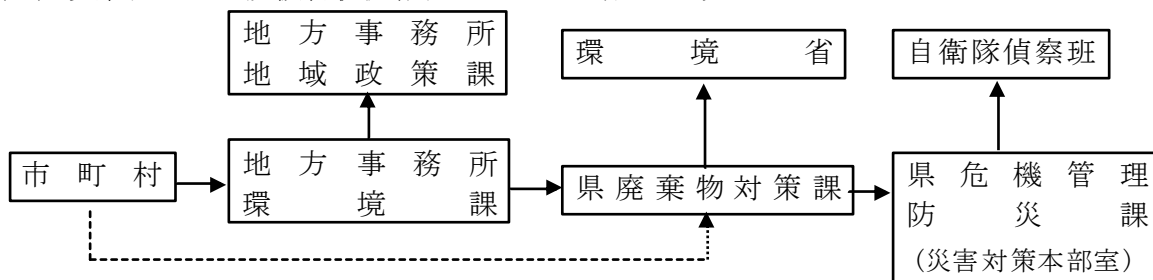 地方事務所
地域政策課
環境省
自衛隊偵察班
市町村
地方事務所
環境課
県廃棄物対策課
県危機管理
防災課
（災害対策本部室）